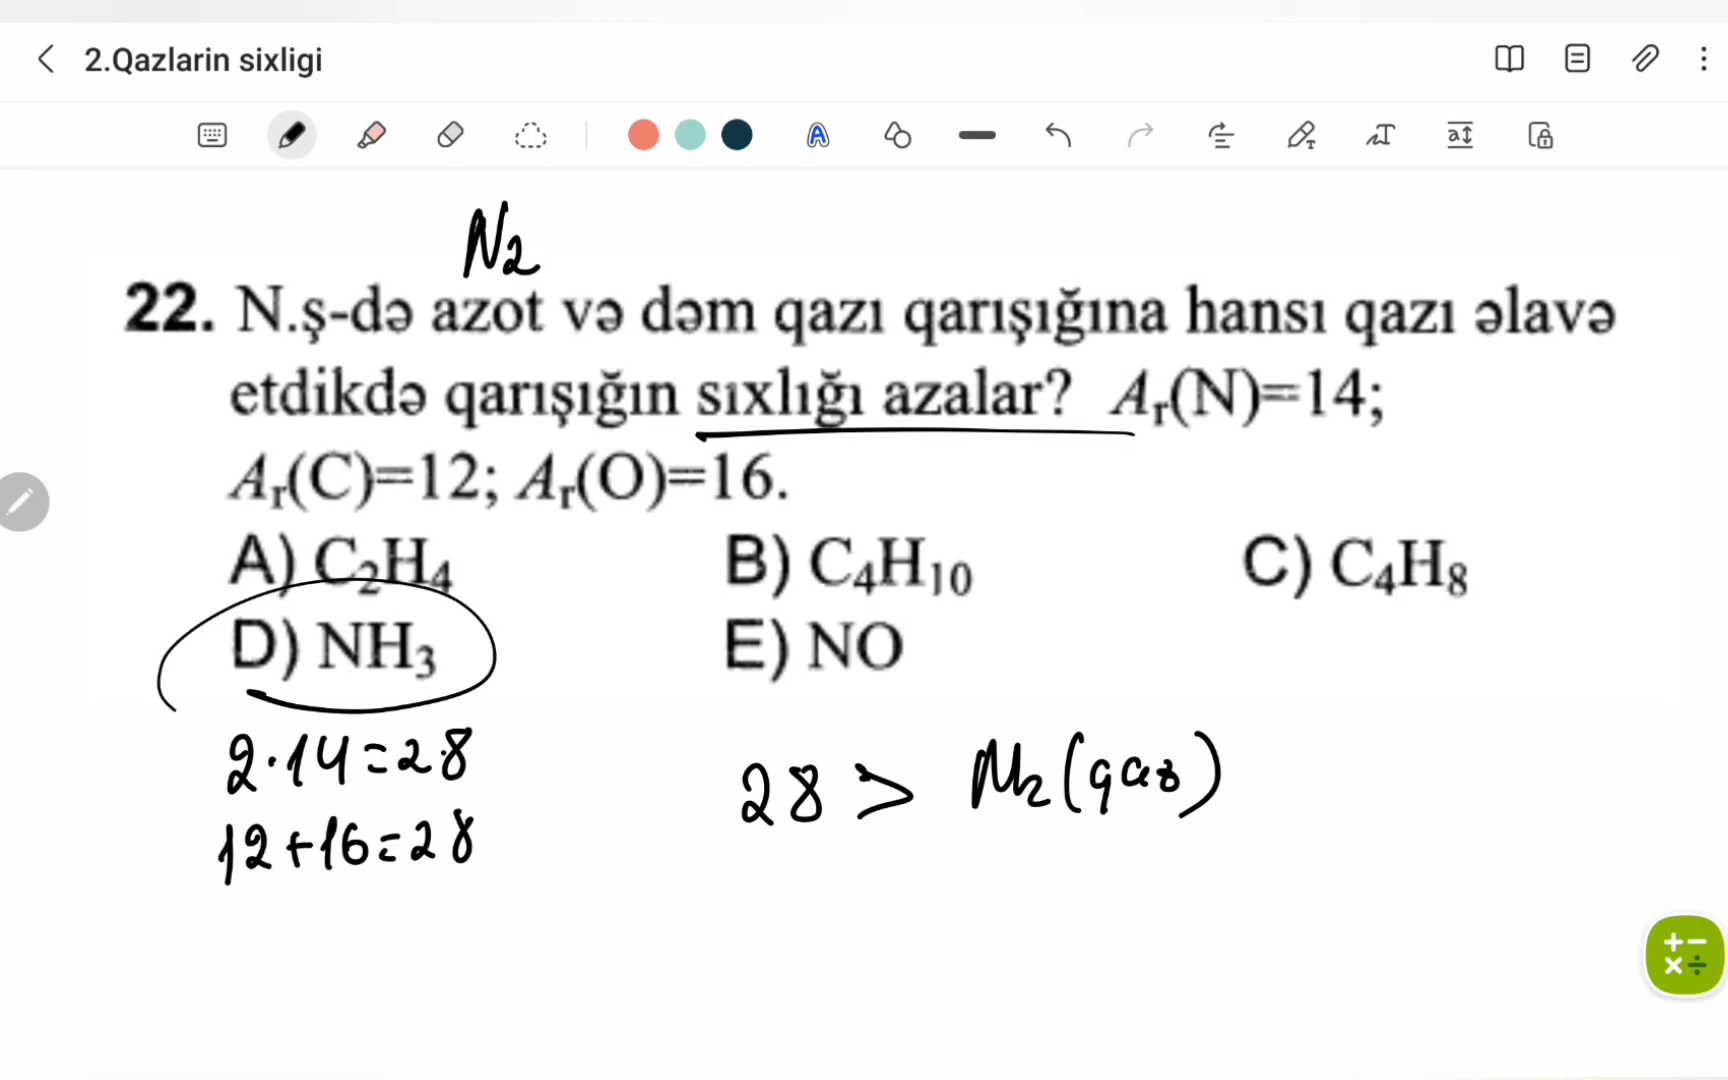 2.Qazlarin sixligi
N₂
22. N.ş-də azot və dəm qazı qarışığına hansı qazı əlavə
etdikdə qarışığın sıxlığı azalar? Aᵣ(N)=14;
Aᵣ(C)=12; Aᵣ(O)=16.
A) C₂H₄ B) C₄H₁₀ C) C₄H₈
D) NH₃ E) NO
2·14=28
12+16=28
28 > Mr(qaz)